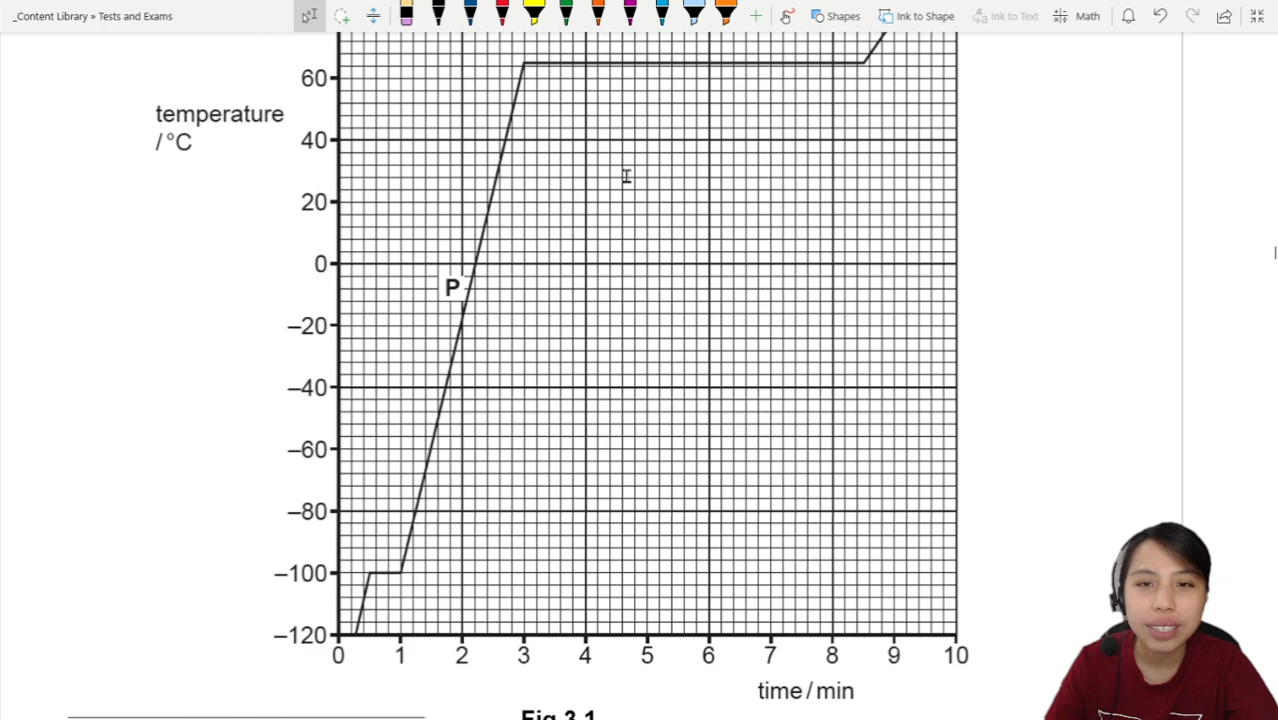 _Content Library » Tests and Exams
Shapes
Ink to Shape
Ink to Text
Math
60
temperature
/ °C
40
20
0
P
–20
–40
–60
–80
–100
–120
0 1 2 3 4 5 6 7 8 9 10
time / min
Fig 3.1